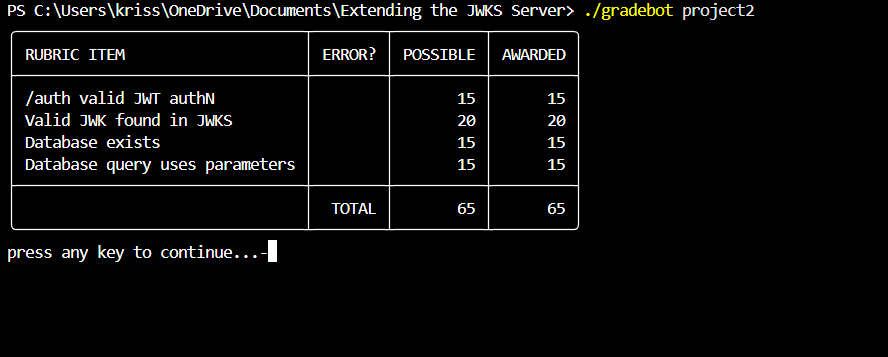 PS C:\Users\kriss\OneDrive\Documents\Extending the JWKS Server> ./gradebot project2
RUBRIC ITEM ERROR? POSSIBLE AWARDED
/auth valid JWT authN 15 15
Valid JWK found in JWKS 20 20
Database exists 15 15
Database query uses parameters 15 15
TOTAL 65 65
press any key to continue...-